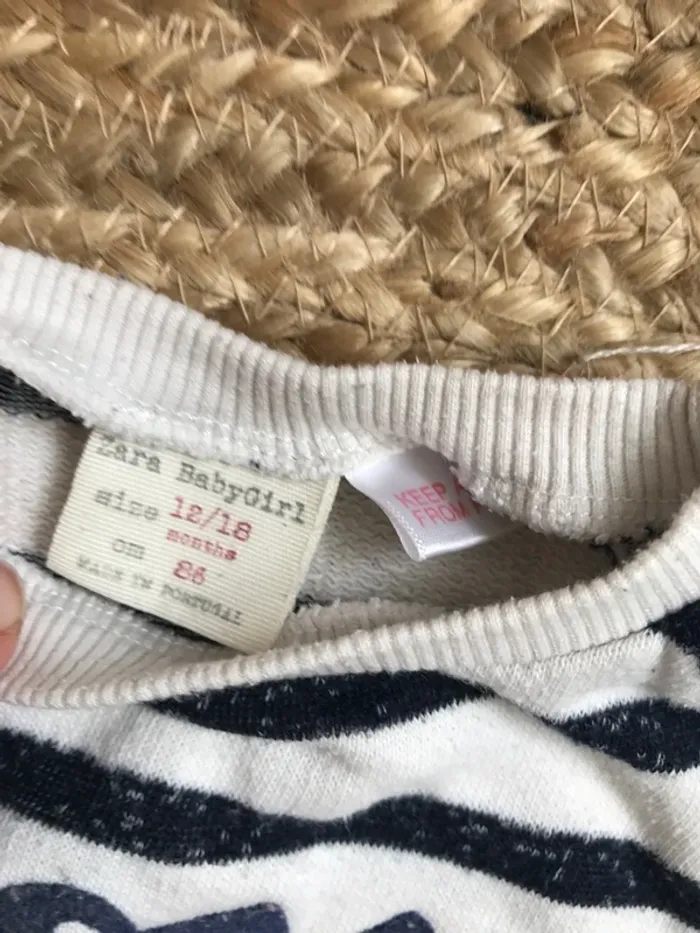 Zara BabyGirl
size 12/18
months
cm 86
MADE IN PORTUGAL
KEEP
FROM